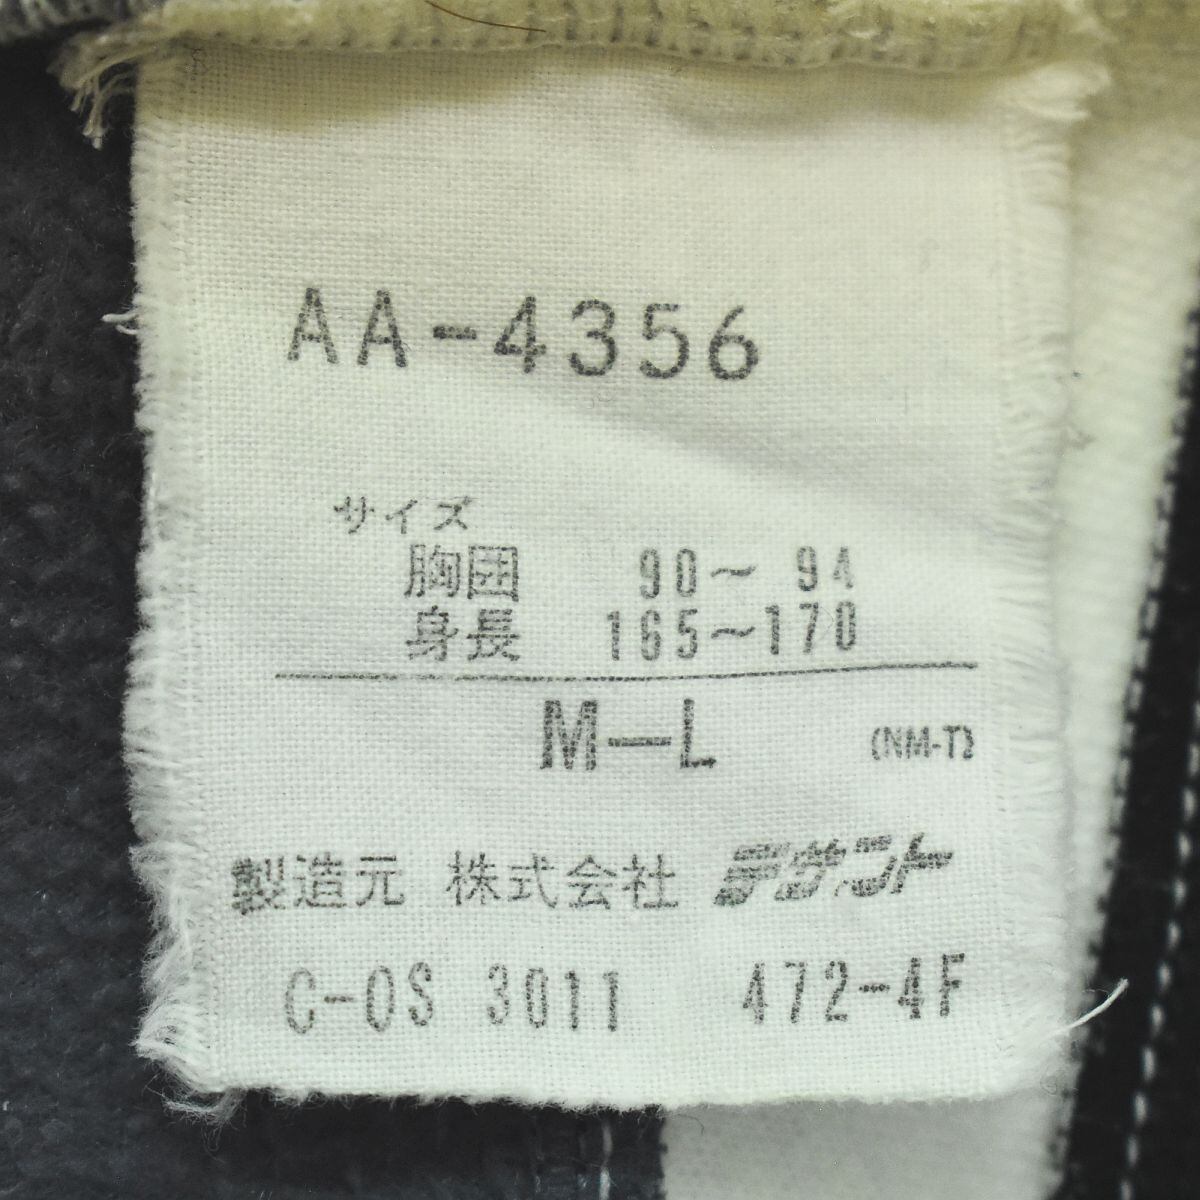 AA-4356
サイズ
胸囲 90～94
身長 165～170
M—L (NM-T)
製造元 株式会社 デサント
C-OS 3011 472-4F